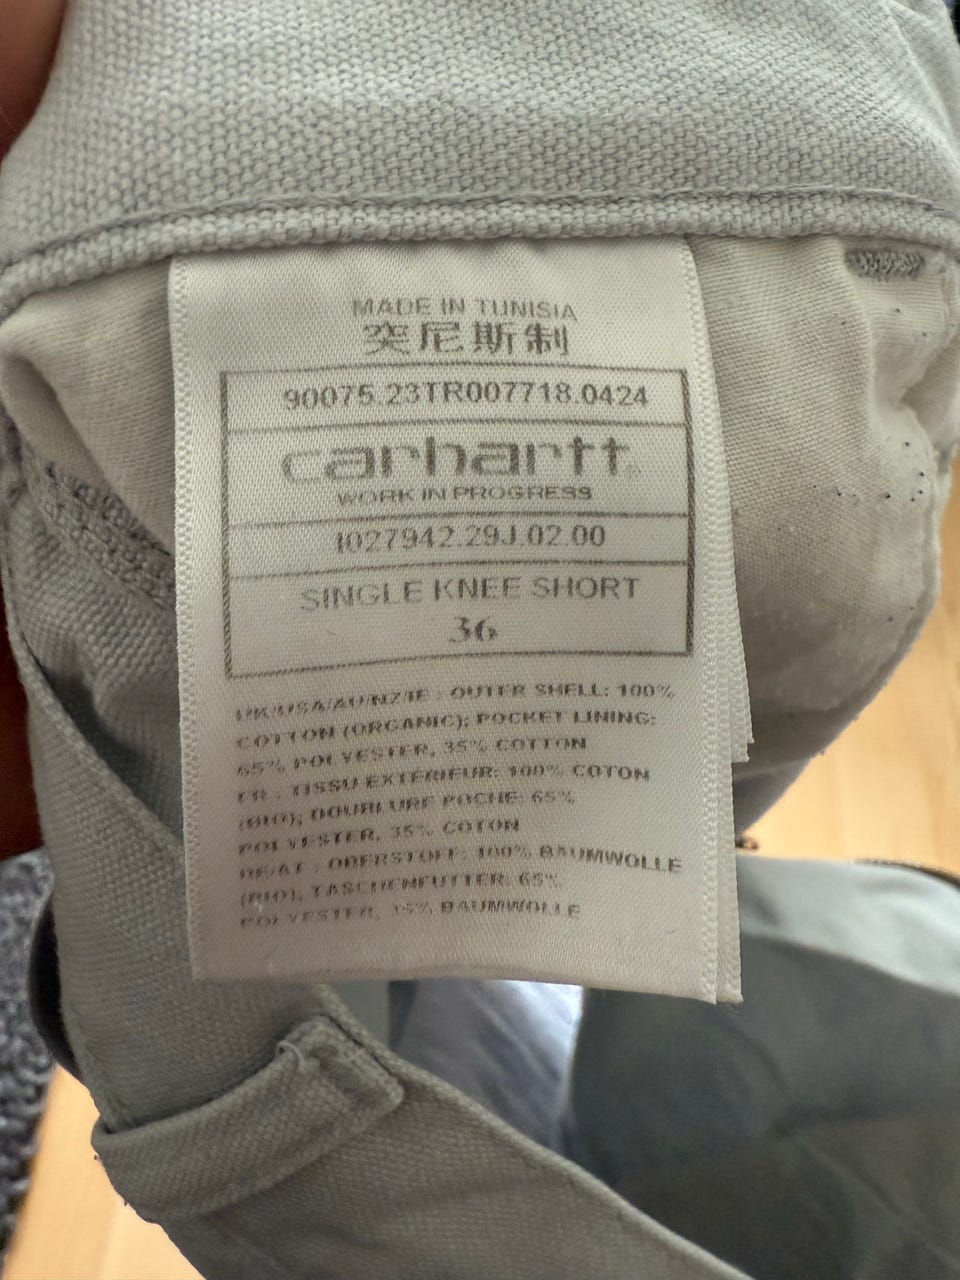 MADE IN TUNISIA
突尼斯制
90075.23TR007718.0424
carhartt®
WORK IN PROGRESS
I027942.29J.02.00
SINGLE KNEE SHORT
36
UK/USA/AU/NZ/IE : OUTER SHELL: 100%
COTTON (ORGANIC); POCKET LINING:
65% POLYESTER, 35% COTTON
FR : TISSU EXTÉRIEUR: 100% COTON
(BIO); DOUBLURE POCHE: 65%
POLYESTER, 35% COTON
DE/AT : OBERSTOFF: 100% BAUMWOLLE
(BIO); TASCHENFUTTER: 65%
POLYESTER, 35% BAUMWOLLE